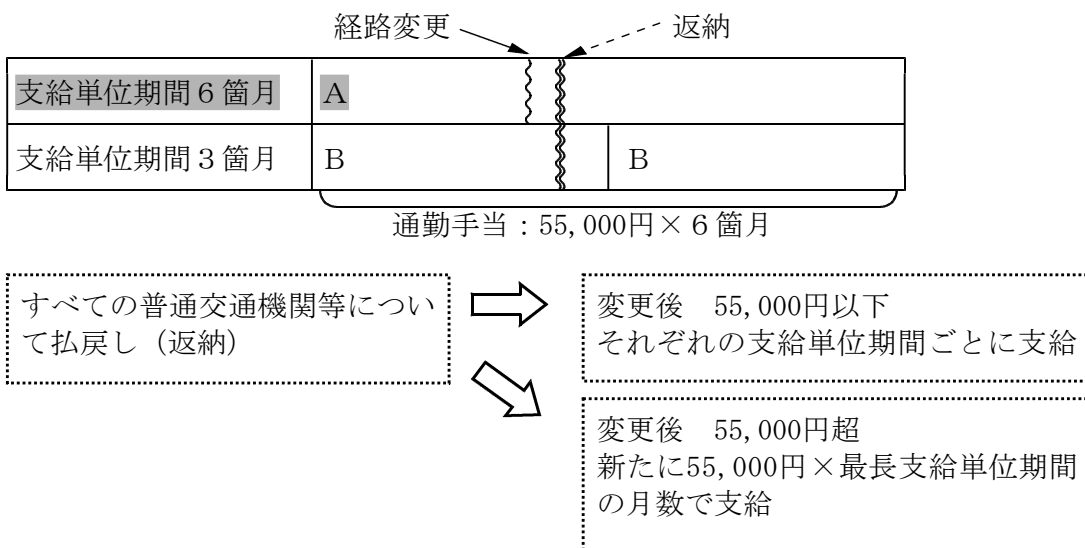 経路変更
返納
支給単位期間６箇月
A
支給単位期間３箇月
B
B
通勤手当：55,000円×６箇月
すべての普通交通機関等につい
て払戻し（返納）
変更後　55,000円以下
それぞれの支給単位期間ごとに支給
変更後　55,000円超
新たに55,000円×最長支給単位期間
の月数で支給